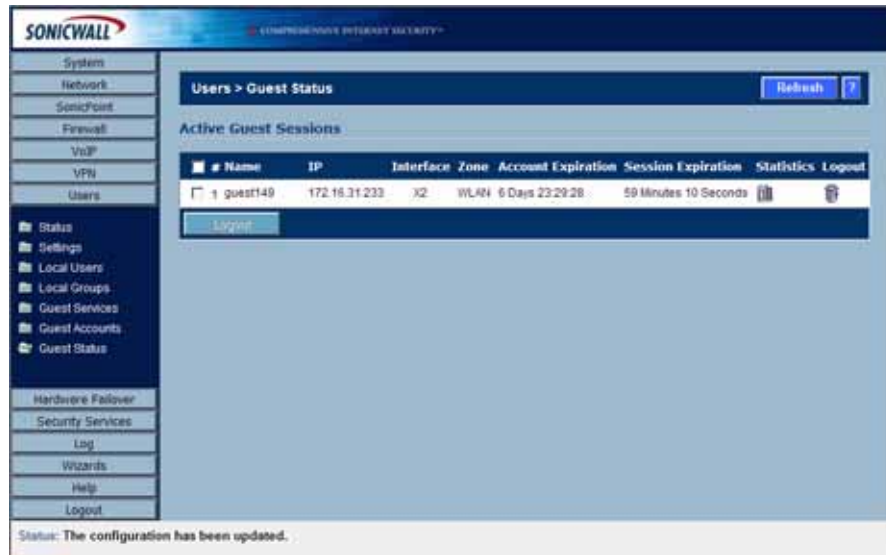 SONICWALL
COMPREHENSIVE INTERNET SECURITY™
System
Network
SonicPoint
Firewall
VoIP
VPN
Users
Status
Settings
Local Users
Local Groups
Guest Services
Guest Accounts
Guest Status
Hardware Failover
Security Services
Log
Wizards
Help
Logout
Users > Guest Status
Refresh ?
Active Guest Sessions
# Name IP Interface Zone Account Expiration Session Expiration Statistics Logout
1 guest149 172.16.31.233 X2 WLAN 6 Days 23:29:28 59 Minutes 10 Seconds
Logout
Status: The configuration has been updated.